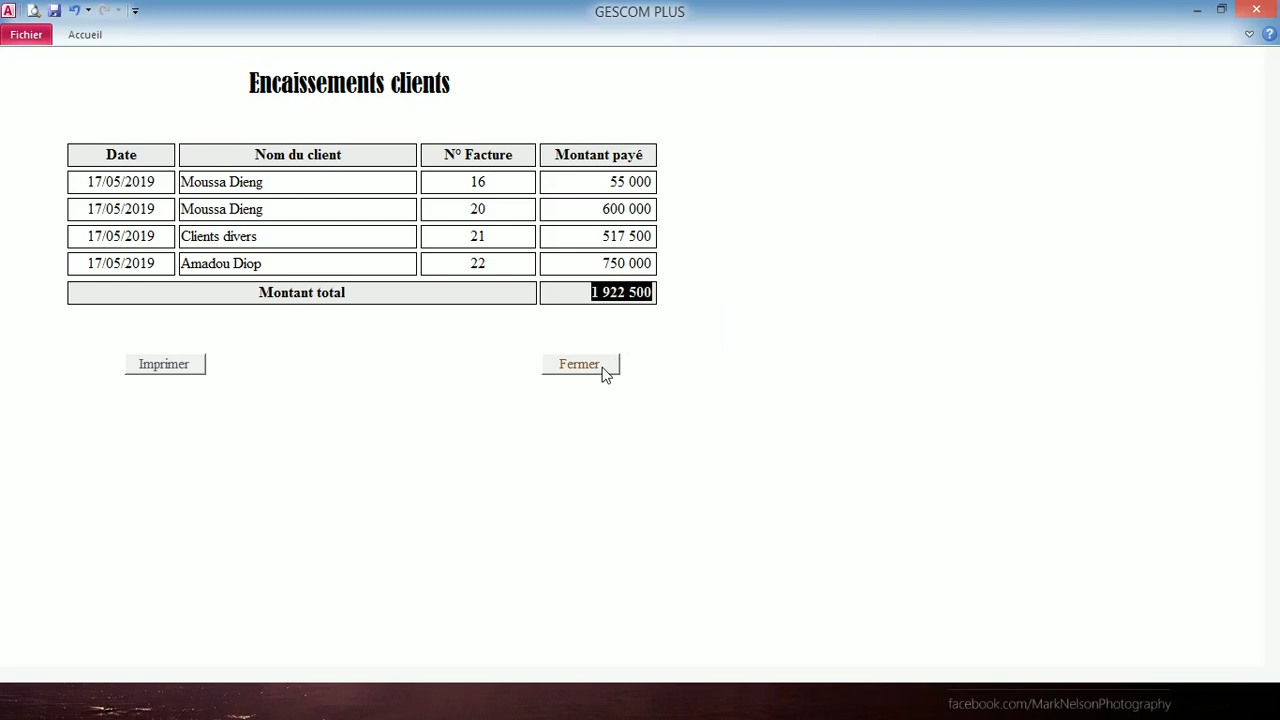 GESCOM PLUS
Fichier Accueil
Encaissements clients
Date Nom du client N° Facture Montant payé
17/05/2019 Moussa Dieng 16 55 000
17/05/2019 Moussa Dieng 20 600 000
17/05/2019 Clients divers 21 517 500
17/05/2019 Amadou Diop 22 750 000
Montant total 1 922 500
Imprimer Fermer
facebook.com/MarkNelsonPhotography